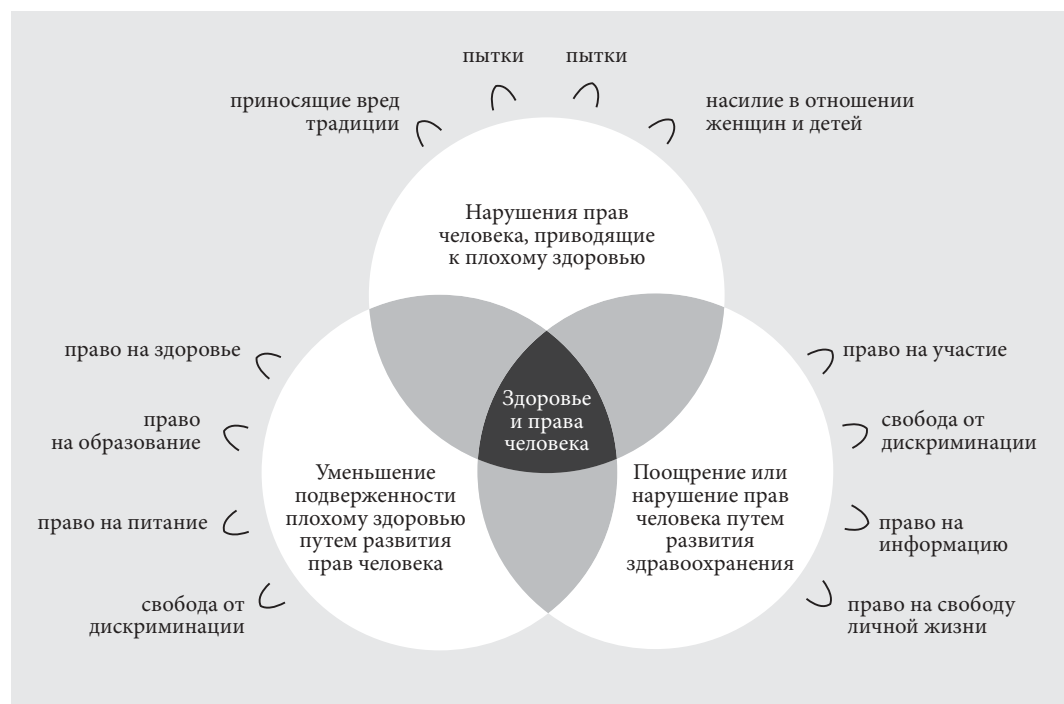 пытки
пытки
приносящие вред
традиции
насилие в отношении
женщин и детей
Нарушения прав
человека, приводящие
к плохому здоровью
право на здоровье
право
на образование
право на питание
свобода от
дискриминации
Здоровье
и права
человека
Уменьшение
подверженности
плохому здоровью
путем развития
прав человека
Поощрение или
нарушение прав
человека путем
развития
здравоохранения
право на участие
свобода от
дискриминации
право на
информацию
право на свободу
личной жизни